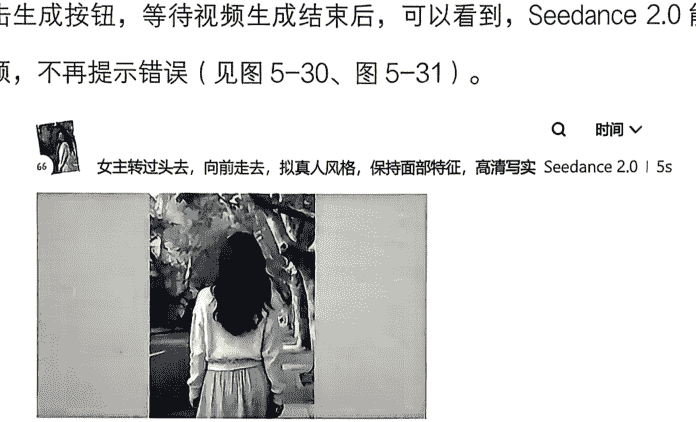 击生成按钮，等待视频生成结束后，可以看到，Seedance 2.0 能
频，不再提示错误（见图 5-30、图 5-31）。
时间
66
女主转过头去，向前走去，拟真人风格，保持面部特征，高清写实 Seedance 2.0 | 5s